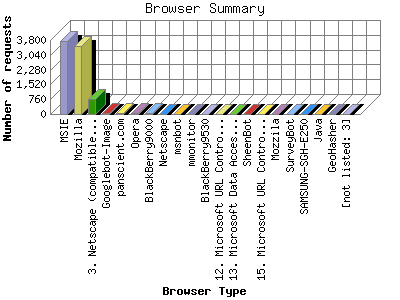 Browser Summary
Number of requests
3,800
3,040
2,280
1,520
760
0
MSIE
Mozilla
3. Netscape (compatible...
Googlebot-Image
panscient.com
Opera
BlackBerry9000
Netscape
msnbot
mmonitor
BlackBerry9530
12. Microsoft URL Contro...
13. Microsoft Data Acces...
SheenBot
15. Microsoft URL Contro...
Mozzila
SurveyBot
SAMSUNG-SGH-E250
Java
GeoHasher
[not listed: 3]
Browser Type